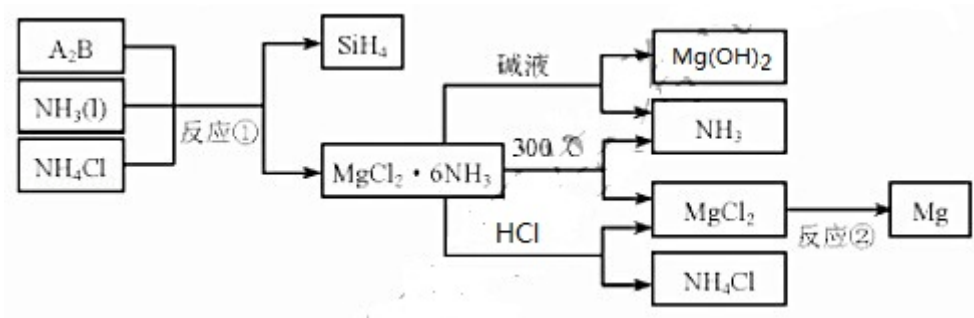 A₂B
NH₃(l)
NH₄Cl
反应①
SiH₄
MgCl₂·6NH₃
碱液
300℃
HCl
Mg(OH)₂
NH₃
MgCl₂
NH₄Cl
反应②
Mg